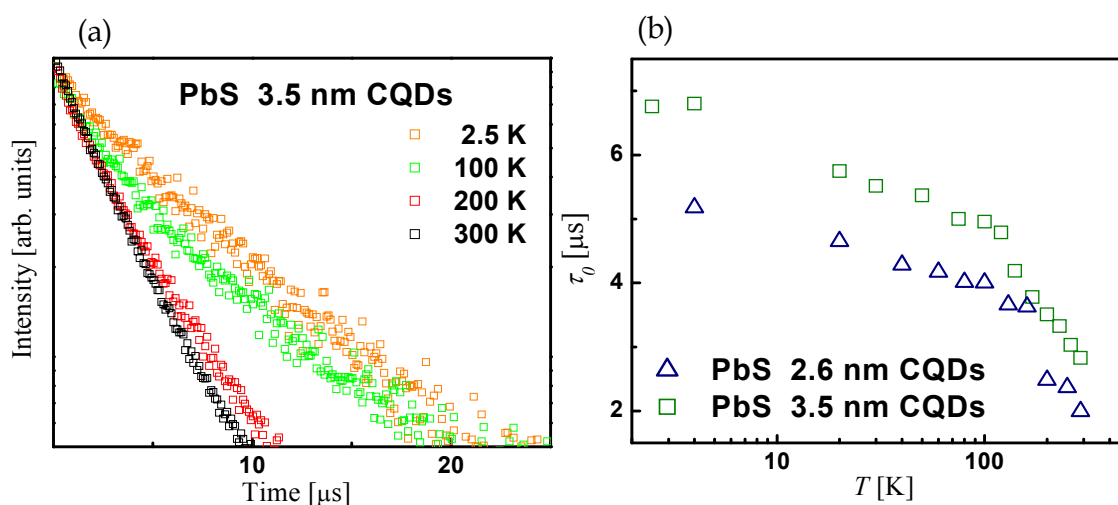 (a)
PbS 3.5 nm CQDs
2.5 K
100 K
200 K
300 K
Intensity [arb. units]
10
20
Time [μs]
(b)
6
4
2
τ0 [μs]
PbS 2.6 nm CQDs
PbS 3.5 nm CQDs
10
100
T [K]